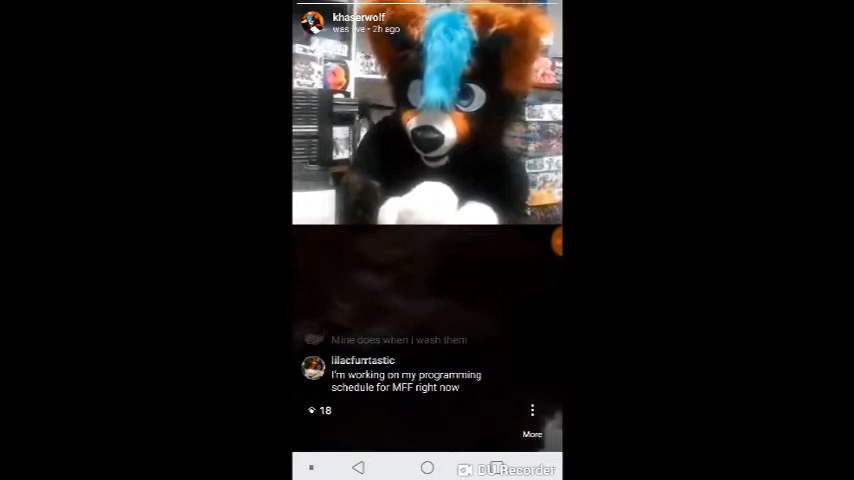 khaserwolf
was live • 2h ago
Mine does when i wash them
lilacfurrtastic
I'm working on my programming
schedule for MFF right now
18
More
DU Recorder